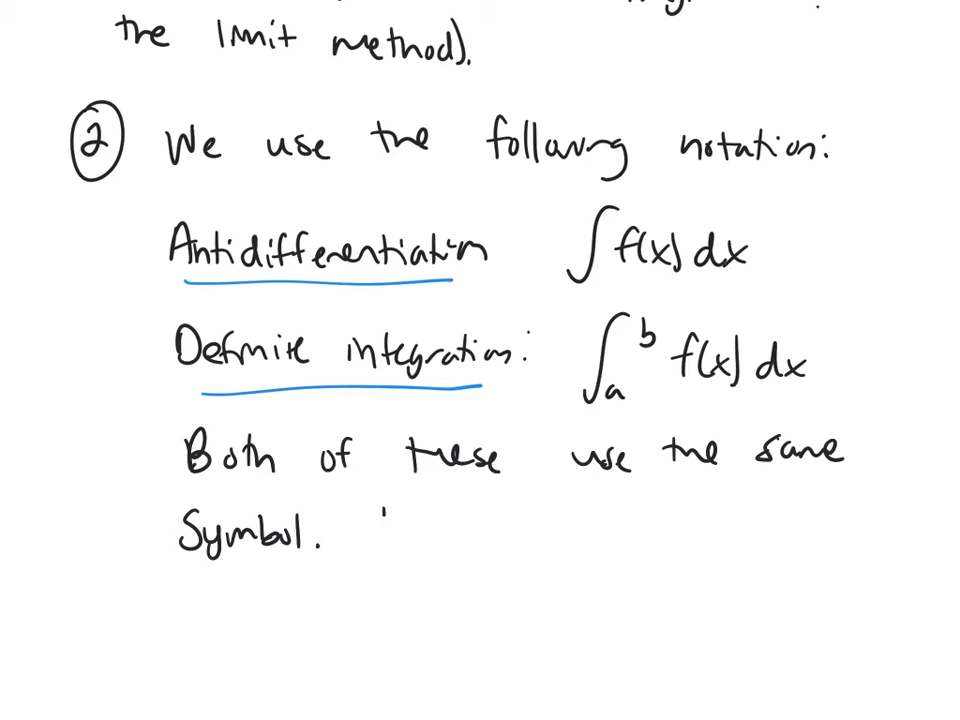 the limit method).
② We use the following notation:
Antidifferentiation ∫ f(x) dx
Definite integration: ∫_a^b f(x) dx
Both of these use the same
Symbol.